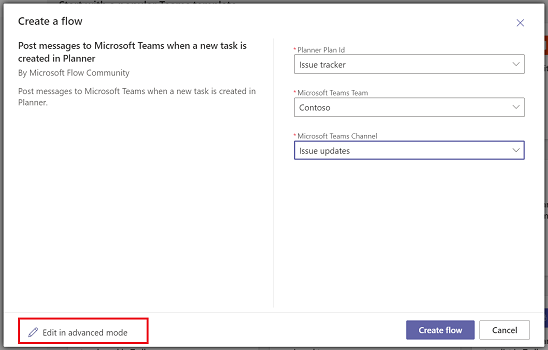 Create a flow
Post messages to Microsoft Teams when a new task is
created in Planner
By Microsoft Flow Community
Post messages to Microsoft Teams when a new task is created in
Planner.
* Planner Plan Id
Issue tracker
* Microsoft Teams Team
Contoso
* Microsoft Teams Channel
Issue updates
Edit in advanced mode
Create flow
Cancel